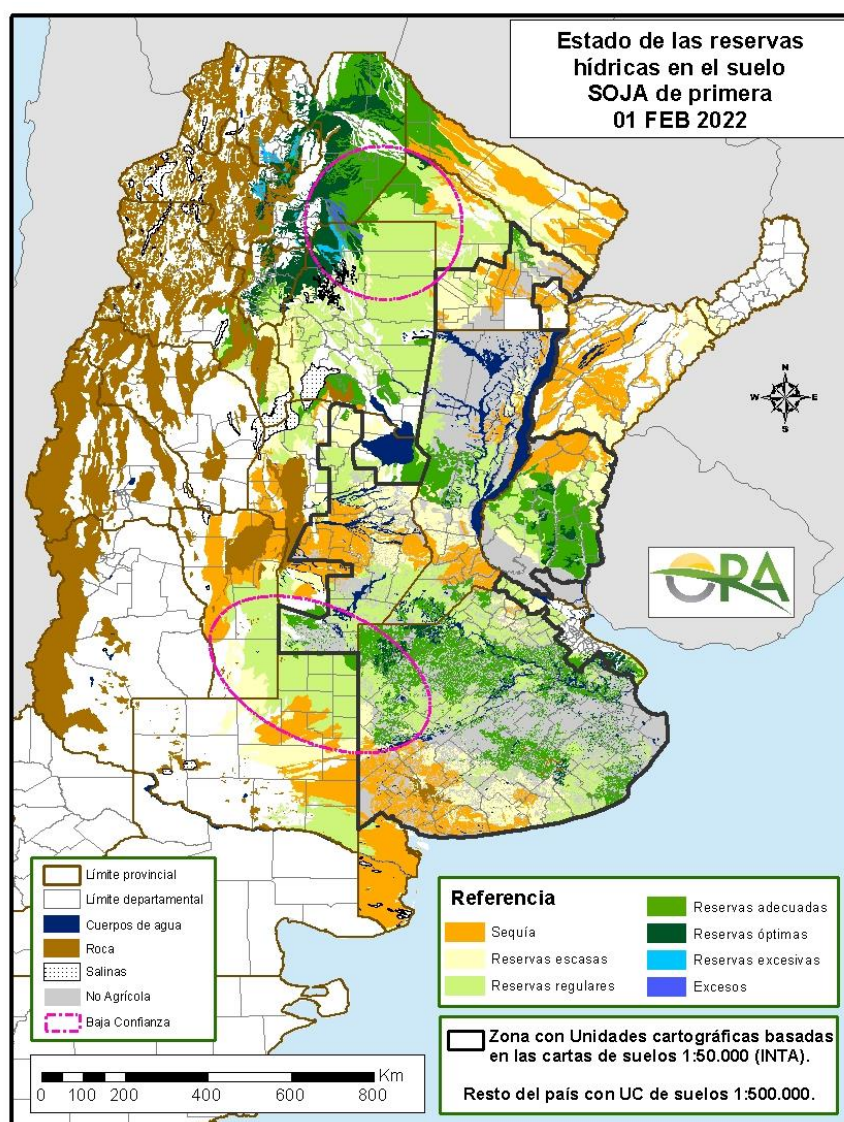 Estado de las reservas
hídricas en el suelo
SOJA de primera
01 FEB 2022
N
W E
S
ORA
Límite provincial
Límite departamental
Cuerpos de agua
Roca
Salinas
No Agrícola
Baja Confianza
Referencia
Sequía
Reservas escasas
Reservas regulares
Reservas adecuadas
Reservas óptimas
Reservas excesivas
Excesos
Km
0 100 200 400 600 800
Zona con Unidades cartográficas basadas
en las cartas de suelos 1:50.000 (INTA).
Resto del país con UC de suelos 1:500.000.